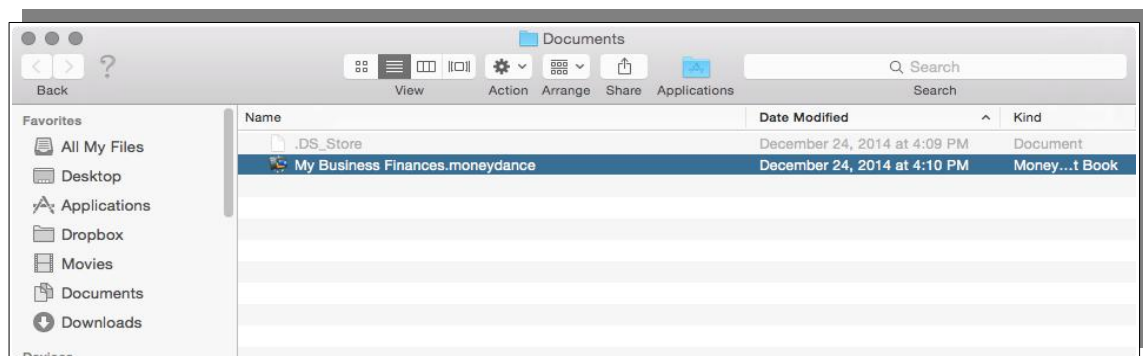 Documents
?
Search
Back View Action Arrange Share Applications Search
Favorites Name Date Modified Kind
All My Files .DS_Store December 24, 2014 at 4:09 PM Document
Desktop My Business Finances.moneydance December 24, 2014 at 4:10 PM Money…t Book
Applications
Dropbox
Movies
Documents
Downloads
Devices